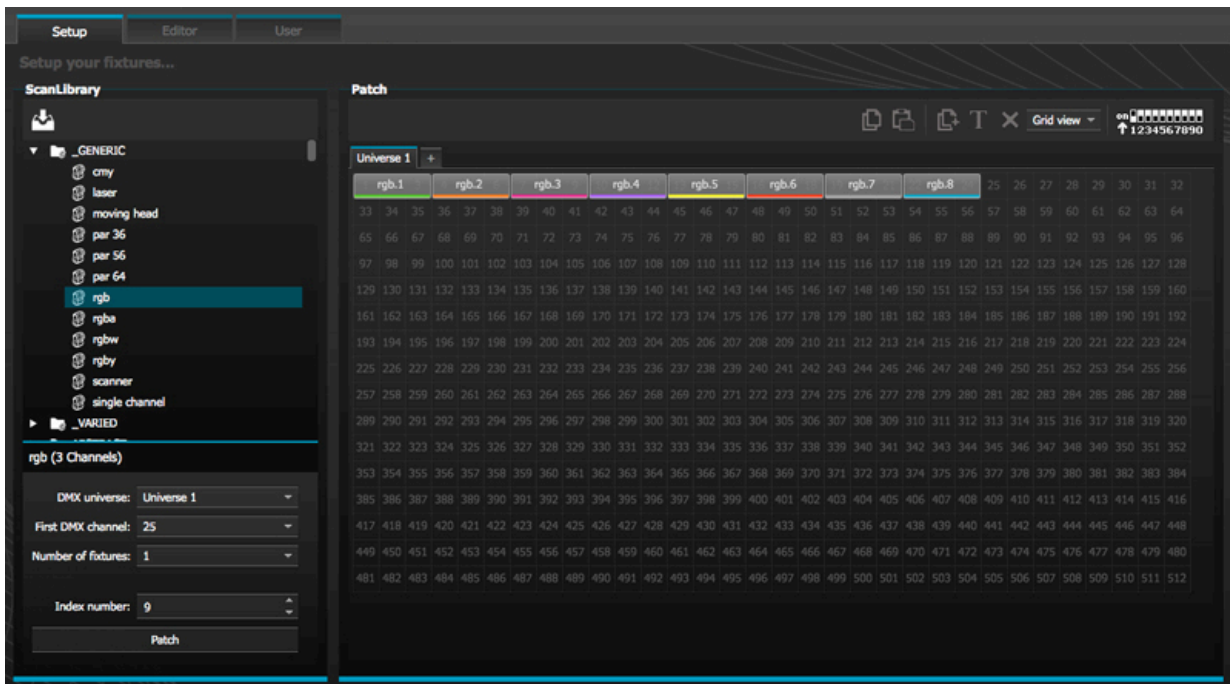 Setup Editor User
Setup your fixtures...
ScanLibrary
_GENERIC
cmy
laser
moving head
par 36
par 56
par 64
rgb
rgba
rgbw
rgby
scanner
single channel
_VARIED
rgb (3 Channels)
DMX universe: Universe 1
First DMX channel: 25
Number of fixtures: 1
Index number: 9
Patch
Patch
T Grid view on 1234567890
Universe 1 +
rgb.1 rgb.2 rgb.3 rgb.4 rgb.5 rgb.6 rgb.7 rgb.8 25 26 27 28 29 30 31 32
33 34 35 36 37 38 39 40 41 42 43 44 45 46 47 48 49 50 51 52 53 54 55 56 57 58 59 60 61 62 63 64
65 66 67 68 69 70 71 72 73 74 75 76 77 78 79 80 81 82 83 84 85 86 87 88 89 90 91 92 93 94 95 96
97 98 99 100 101 102 103 104 105 106 107 108 109 110 111 112 113 114 115 116 117 118 119 120 121 122 123 124 125 126 127 128
129 130 131 132 133 134 135 136 137 138 139 140 141 142 143 144 145 146 147 148 149 150 151 152 153 154 155 156 157 158 159 160
161 162 163 164 165 166 167 168 169 170 171 172 173 174 175 176 177 178 179 180 181 182 183 184 185 186 187 188 189 190 191 192
193 194 195 196 197 198 199 200 201 202 203 204 205 206 207 208 209 210 211 212 213 214 215 216 217 218 219 220 221 222 223 224
225 226 227 228 229 230 231 232 233 234 235 236 237 238 239 240 241 242 243 244 245 246 247 248 249 250 251 252 253 254 255 256
257 258 259 260 261 262 263 264 265 266 267 268 269 270 271 272 273 274 275 276 277 278 279 280 281 282 283 284 285 286 287 288
289 290 291 292 293 294 295 296 297 298 299 300 301 302 303 304 305 306 307 308 309 310 311 312 313 314 315 316 317 318 319 320
321 322 323 324 325 326 327 328 329 330 331 332 333 334 335 336 337 338 339 340 341 342 343 344 345 346 347 348 349 350 351 352
353 354 355 356 357 358 359 360 361 362 363 364 365 366 367 368 369 370 371 372 373 374 375 376 377 378 379 380 381 382 383 384
385 386 387 388 389 390 391 392 393 394 395 396 397 398 399 400 401 402 403 404 405 406 407 408 409 410 411 412 413 414 415 416
417 418 419 420 421 422 423 424 425 426 427 428 429 430 431 432 433 434 435 436 437 438 439 440 441 442 443 444 445 446 447 448
449 450 451 452 453 454 455 456 457 458 459 460 461 462 463 464 465 466 467 468 469 470 471 472 473 474 475 476 477 478 479 480
481 482 483 484 485 486 487 488 489 490 491 492 493 494 495 496 497 498 499 500 501 502 503 504 505 506 507 508 509 510 511 512